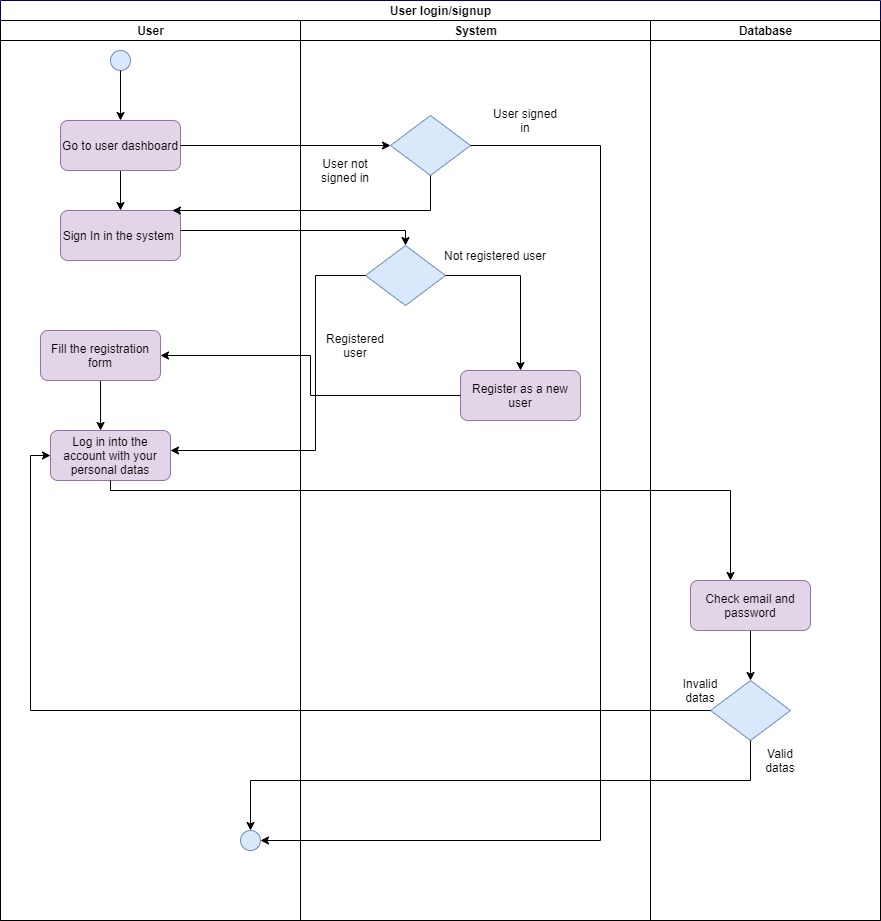 User login/signup
User
System
Database
User signed
in
Go to user dashboard
User not
signed in
Sign In in the system
Not registered user
Registered
user
Fill the registration
form
Register as a new
user
Log in into the
account with your
personal datas
Check email and
password
Invalid
datas
Valid
datas